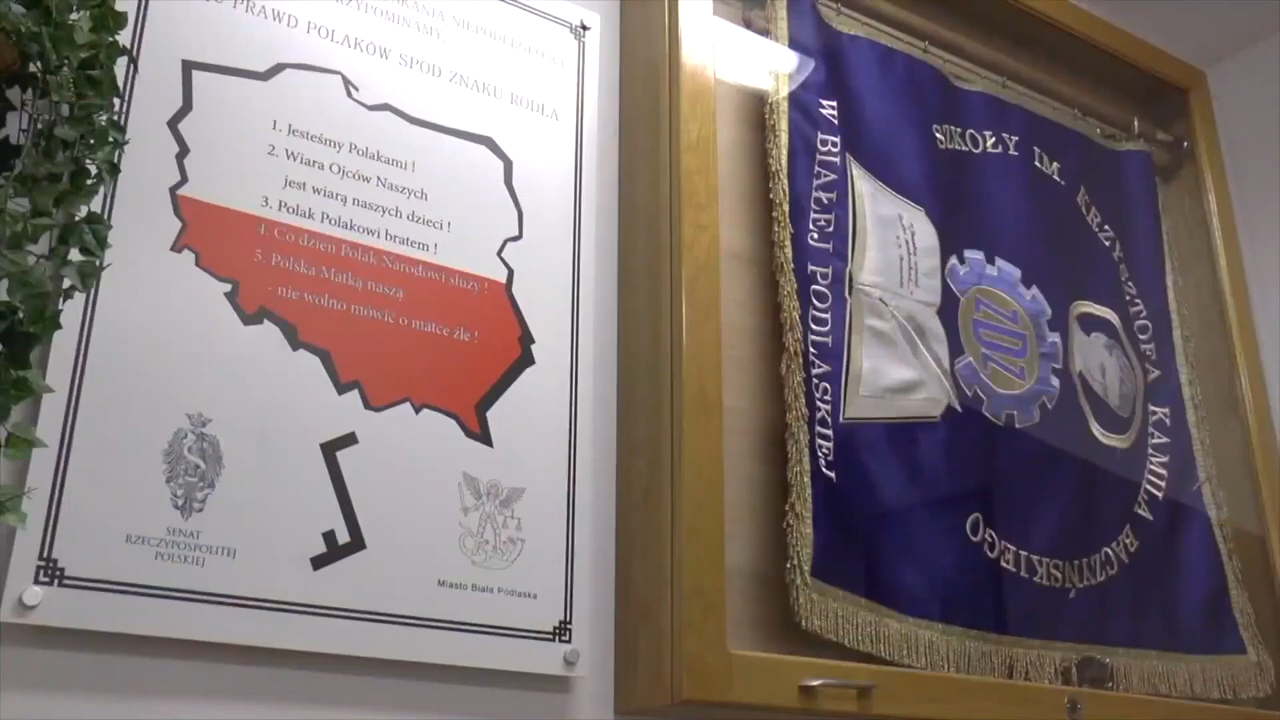 PRZYPOMINAMY,
PRAWD POLAKÓW SPOD ZNAKU RODŁA
1. Jesteśmy Polakami !
2. Wiara Ojców Naszych
jest wiarą naszych dzieci !
3. Polak Polakowi bratem !
4. Co dzień Polak Narodowi służy !
5. Polska Matką naszą
- nie wolno mówić o matce źle !
SENAT
RZECZYPOSPOLITEJ
POLSKIEJ
Miasto Biała Podlaska
SZKOŁY IM. KRZYSZTOFA KAMILA BACZYŃSKIEGO
W BIAŁEJ PODLASKIEJ
ZDZ